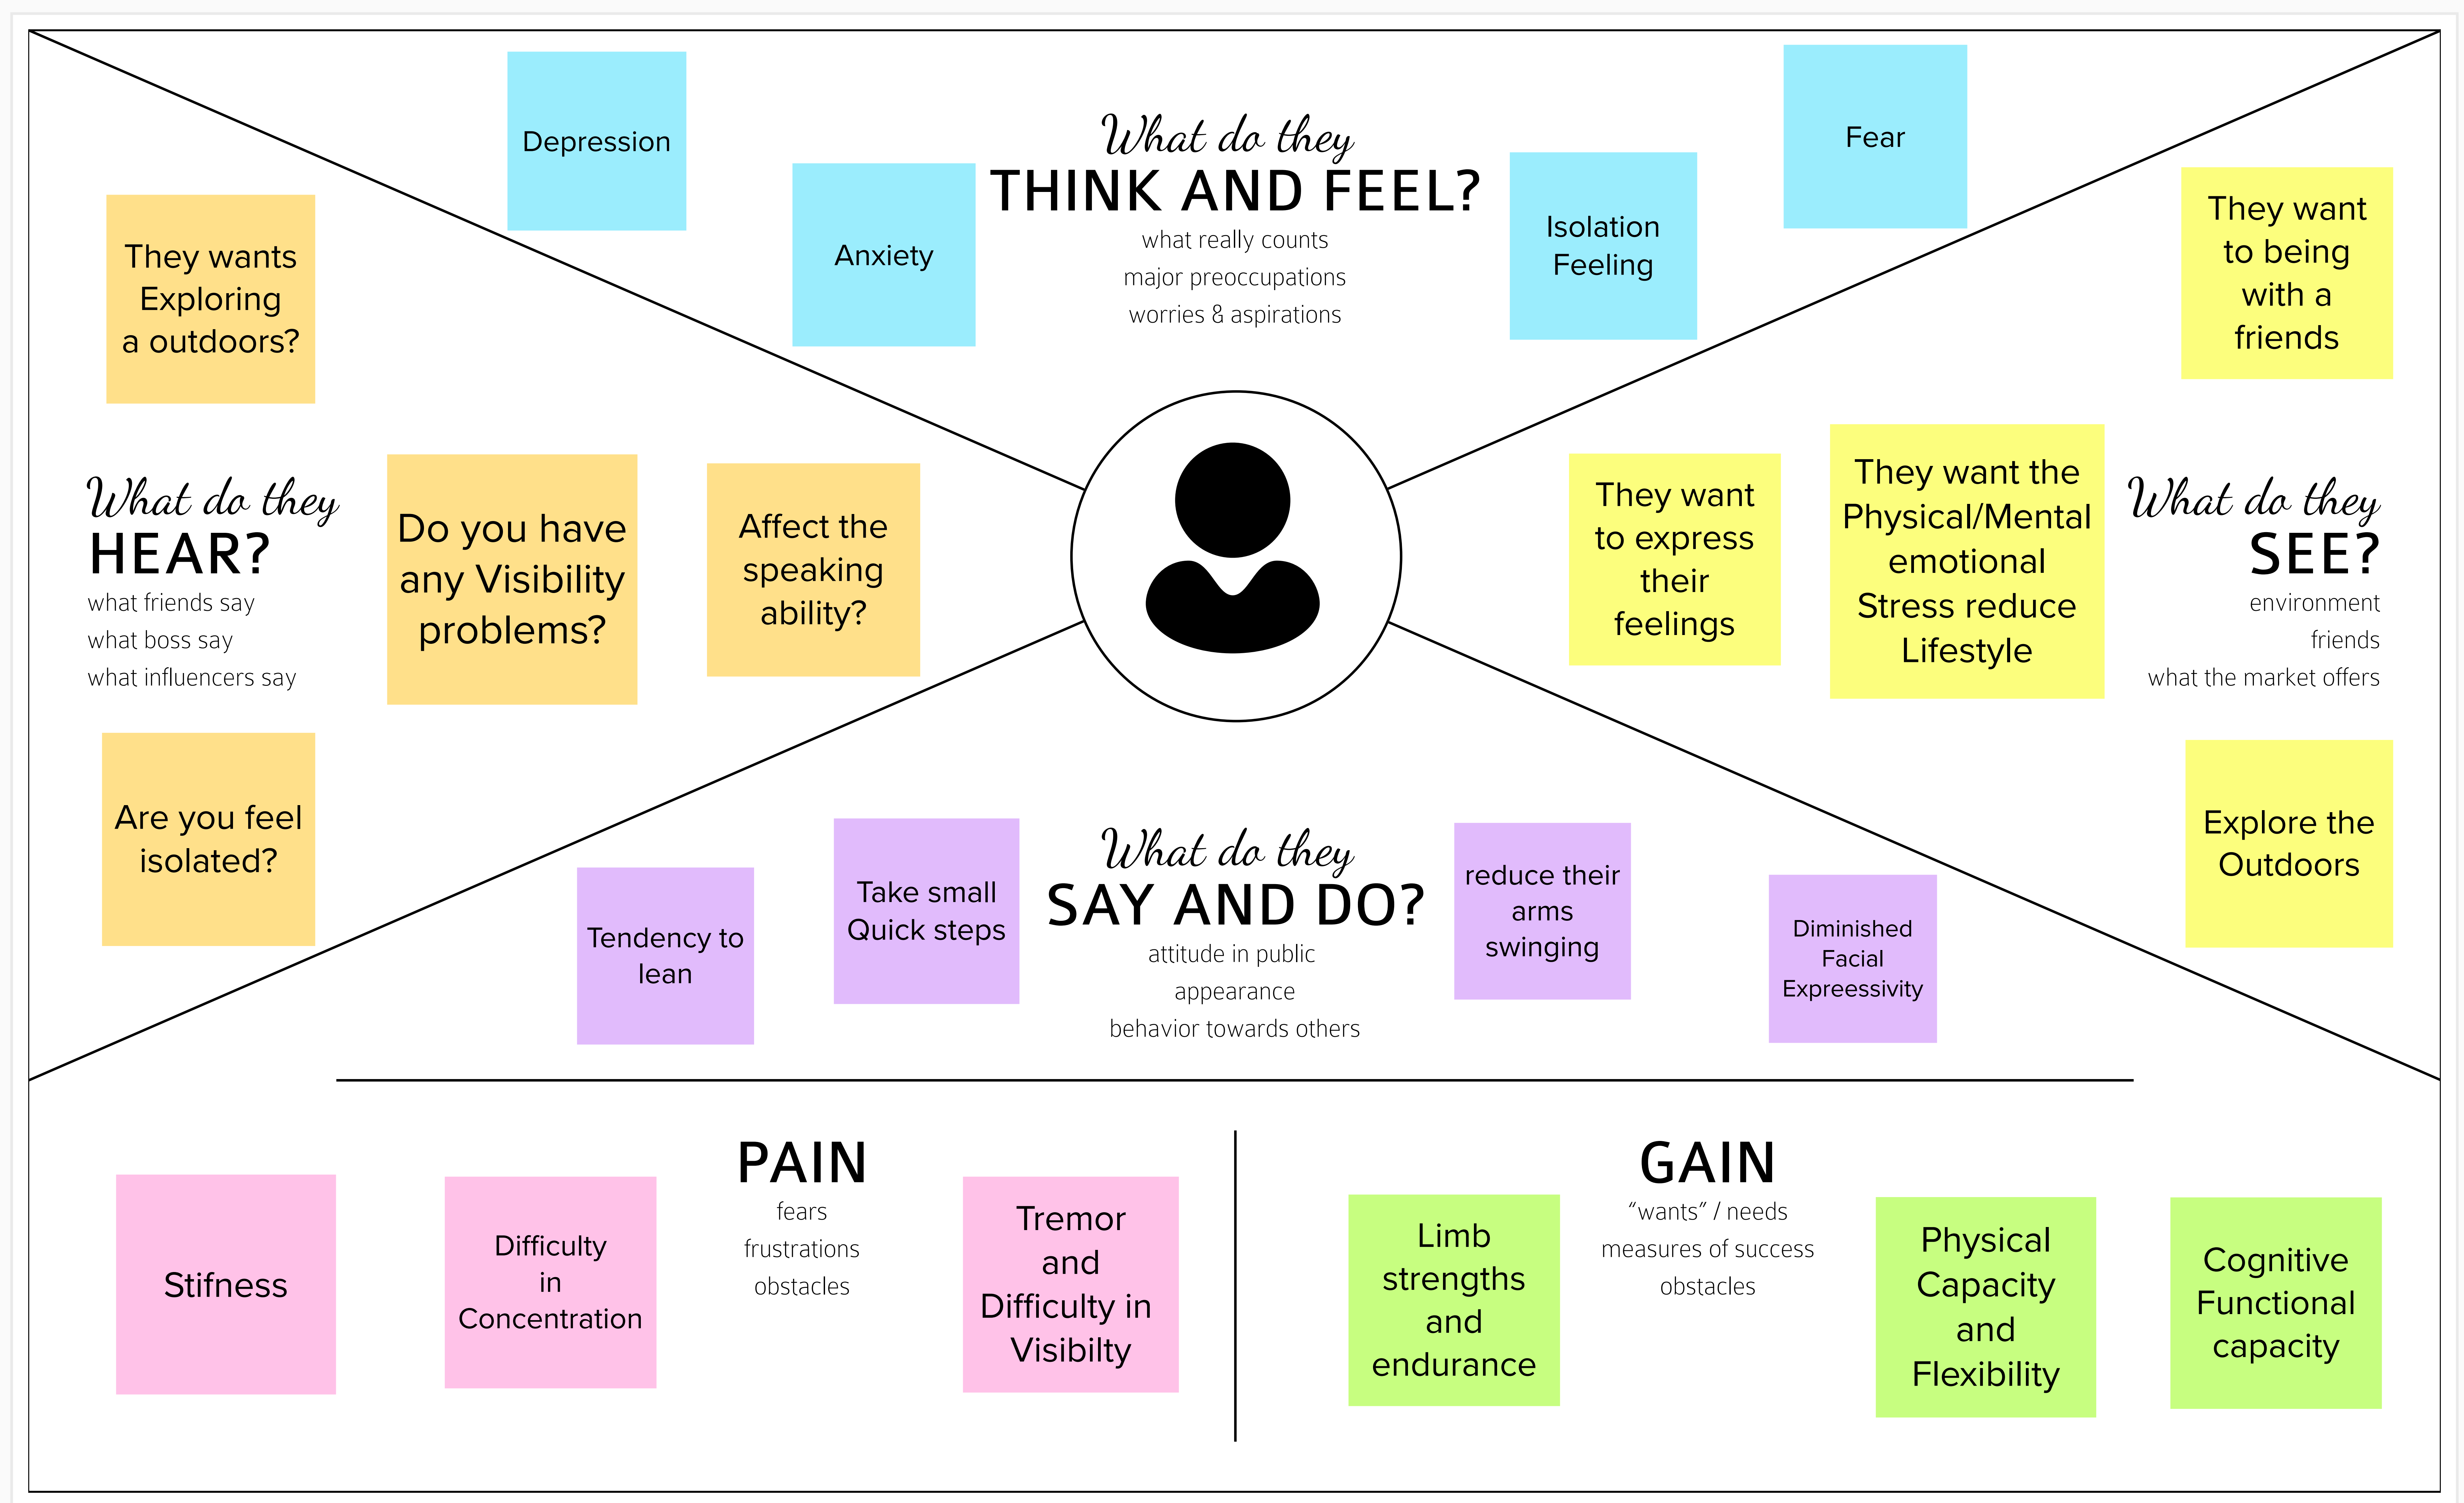 Depression
Anxiety
What do they
THINK AND FEEL?
what really counts
major preoccupations
worries & aspirations
Isolation
Feeling
Fear
They wants
Exploring
a outdoors?
What do they
HEAR?
what friends say
what boss say
what influencers say
Do you have
any Visibility
problems?
Affect the
speaking
ability?
Are you feel
isolated?
They want
to being
with a
friends
They want
to express
their
feelings
They want the
Physical/Mental
emotional
Stress reduce
Lifestyle
What do they
SEE?
environment
friends
what the market offers
Explore the
Outdoors
Tendency to
lean
Take small
Quick steps
What do they
SAY AND DO?
attitude in public
appearance
behavior towards others
reduce their
arms
swinging
Diminished
Facial
Expreessivity
PAIN
fears
frustrations
obstacles
Stifness
Difficulty
in
Concentration
Tremor
and
Difficulty in
Visibilty
GAIN
“wants” / needs
measures of success
obstacles
Limb
strengths
and
endurance
Physical
Capacity
and
Flexibility
Cognitive
Functional
capacity